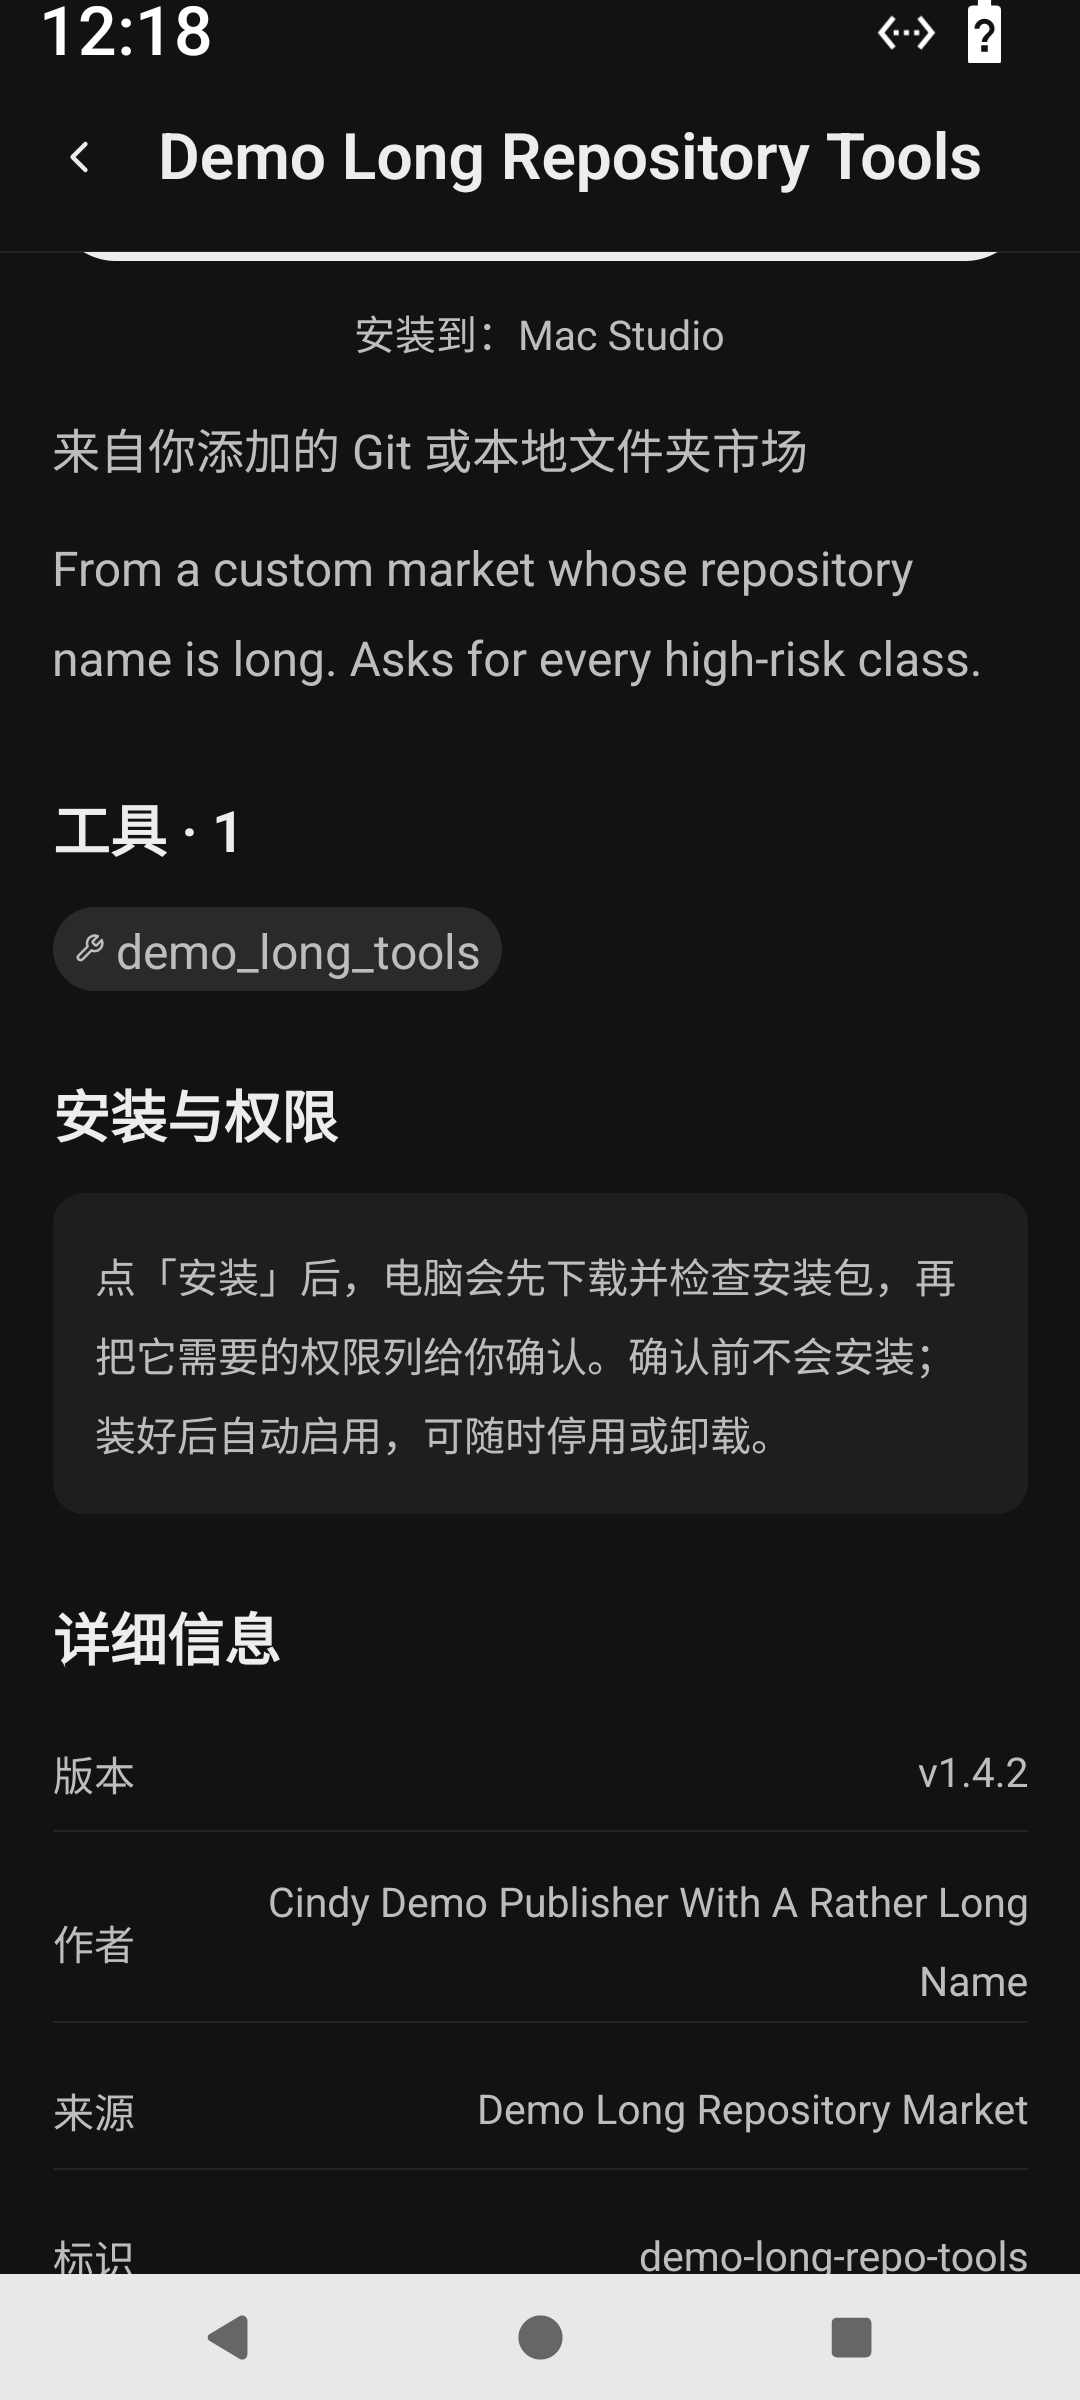 12:18
Demo Long Repository Tools
安装到：Mac Studio
来自你添加的 Git 或本地文件夹市场
From a custom market whose repository
name is long. Asks for every high-risk class.
工具 · 1
demo_long_tools
安装与权限
点「安装」后，电脑会先下载并检查安装包，再
把它需要的权限列给你确认。确认前不会安装；
装好后自动启用，可随时停用或卸载。
详细信息
版本
v1.4.2
作者
Cindy Demo Publisher With A Rather Long
Name
来源
Demo Long Repository Market
标识
demo-long-repo-tools